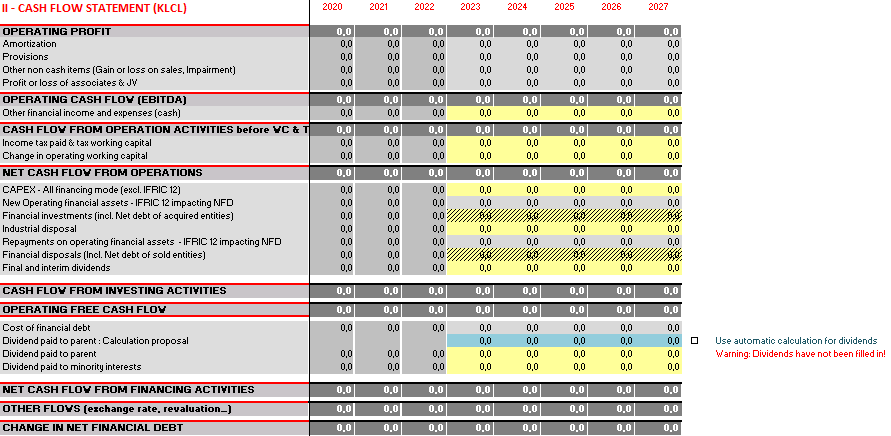 II - CASH FLOW STATEMENT (KLCL) 2020 2021 2022 2023 2024 2025 2026 2027
OPERATING PROFIT 0,0 0,0 0,0 0,0 0,0 0,0 0,0 0,0
Amortization 0,0 0,0 0,0 0,0 0,0 0,0 0,0 0,0
Provisions 0,0 0,0 0,0 0,0 0,0 0,0 0,0 0,0
Other non cash items (Gain or loss on sales, Impairment) 0,0 0,0 0,0 0,0 0,0 0,0 0,0 0,0
Profit or loss of associates & JV 0,0 0,0 0,0 0,0 0,0 0,0 0,0 0,0
OPERATING CASH FLOW (EBITDA) 0,0 0,0 0,0 0,0 0,0 0,0 0,0 0,0
Other financial income and expenses (cash) 0,0 0,0 0,0 0,0 0,0 0,0 0,0 0,0
CASH FLOW FROM OPERATION ACTIVITIES before WC & T 0,0 0,0 0,0 0,0 0,0 0,0 0,0 0,0
Income tax paid & tax working capital 0,0 0,0 0,0 0,0 0,0 0,0 0,0 0,0
Change in operating working capital 0,0 0,0 0,0 0,0 0,0 0,0 0,0 0,0
NET CASH FLOW FROM OPERATIONS 0,0 0,0 0,0 0,0 0,0 0,0 0,0 0,0
CAPEX - All financing mode (excl. IFRIC 12) 0,0 0,0 0,0 0,0 0,0 0,0 0,0 0,0
New Operating financial assets - IFRIC 12 impacting NFD 0,0 0,0 0,0 0,0 0,0 0,0 0,0 0,0
Financial investments (incl. Net debt of acquired entities) 0,0 0,0 0,0 0,0 0,0 0,0 0,0 0,0
Industrial disposal 0,0 0,0 0,0 0,0 0,0 0,0 0,0 0,0
Repayments on operating financial assets - IFRIC 12 impacting NFD 0,0 0,0 0,0 0,0 0,0 0,0 0,0 0,0
Financial disposals (Incl. Net debt of sold entities) 0,0 0,0 0,0 0,0 0,0 0,0 0,0 0,0
Final and interim dividends 0,0 0,0 0,0 0,0 0,0 0,0 0,0 0,0
CASH FLOW FROM INVESTING ACTIVITIES 0,0 0,0 0,0 0,0 0,0 0,0 0,0 0,0
OPERATING FREE CASH FLOW 0,0 0,0 0,0 0,0 0,0 0,0 0,0 0,0
Cost of financial debt 0,0 0,0 0,0 0,0 0,0 0,0 0,0 0,0
Dividend paid to parent : Calculation proposal 0,0 0,0 0,0 0,0 0,0 Use automatic calculation for dividends
Dividend paid to parent 0,0 0,0 0,0 0,0 0,0 0,0 0,0 0,0 Warning: Dividends have not been filled in!
Dividend paid to minority interests 0,0 0,0 0,0 0,0 0,0 0,0 0,0 0,0
NET CASH FLOW FROM FINANCING ACTIVITIES 0,0 0,0 0,0 0,0 0,0 0,0 0,0 0,0
OTHER FLOWS (exchange rate, revaluation...) 0,0 0,0 0,0 0,0 0,0 0,0 0,0 0,0
CHANGE IN NET FINANCIAL DEBT 0,0 0,0 0,0 0,0 0,0 0,0 0,0 0,0